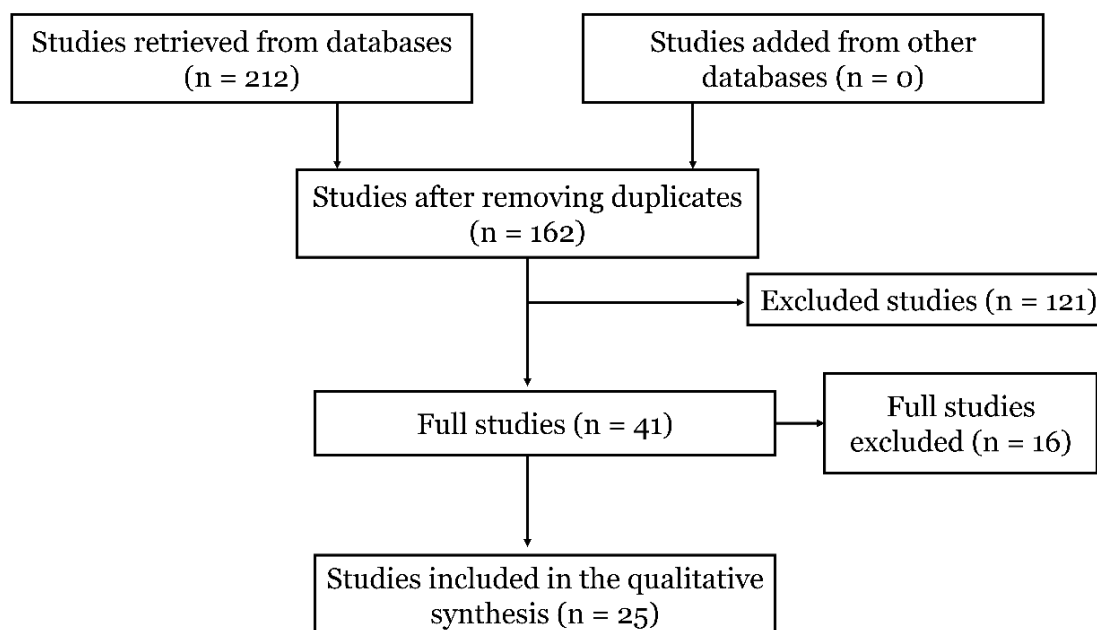 Studies retrieved from databases
(n = 212)
Studies added from other
databases (n = 0)
Studies after removing duplicates
(n = 162)
Excluded studies (n = 121)
Full studies (n = 41)
Full studies
excluded (n = 16)
Studies included in the qualitative
synthesis (n = 25)